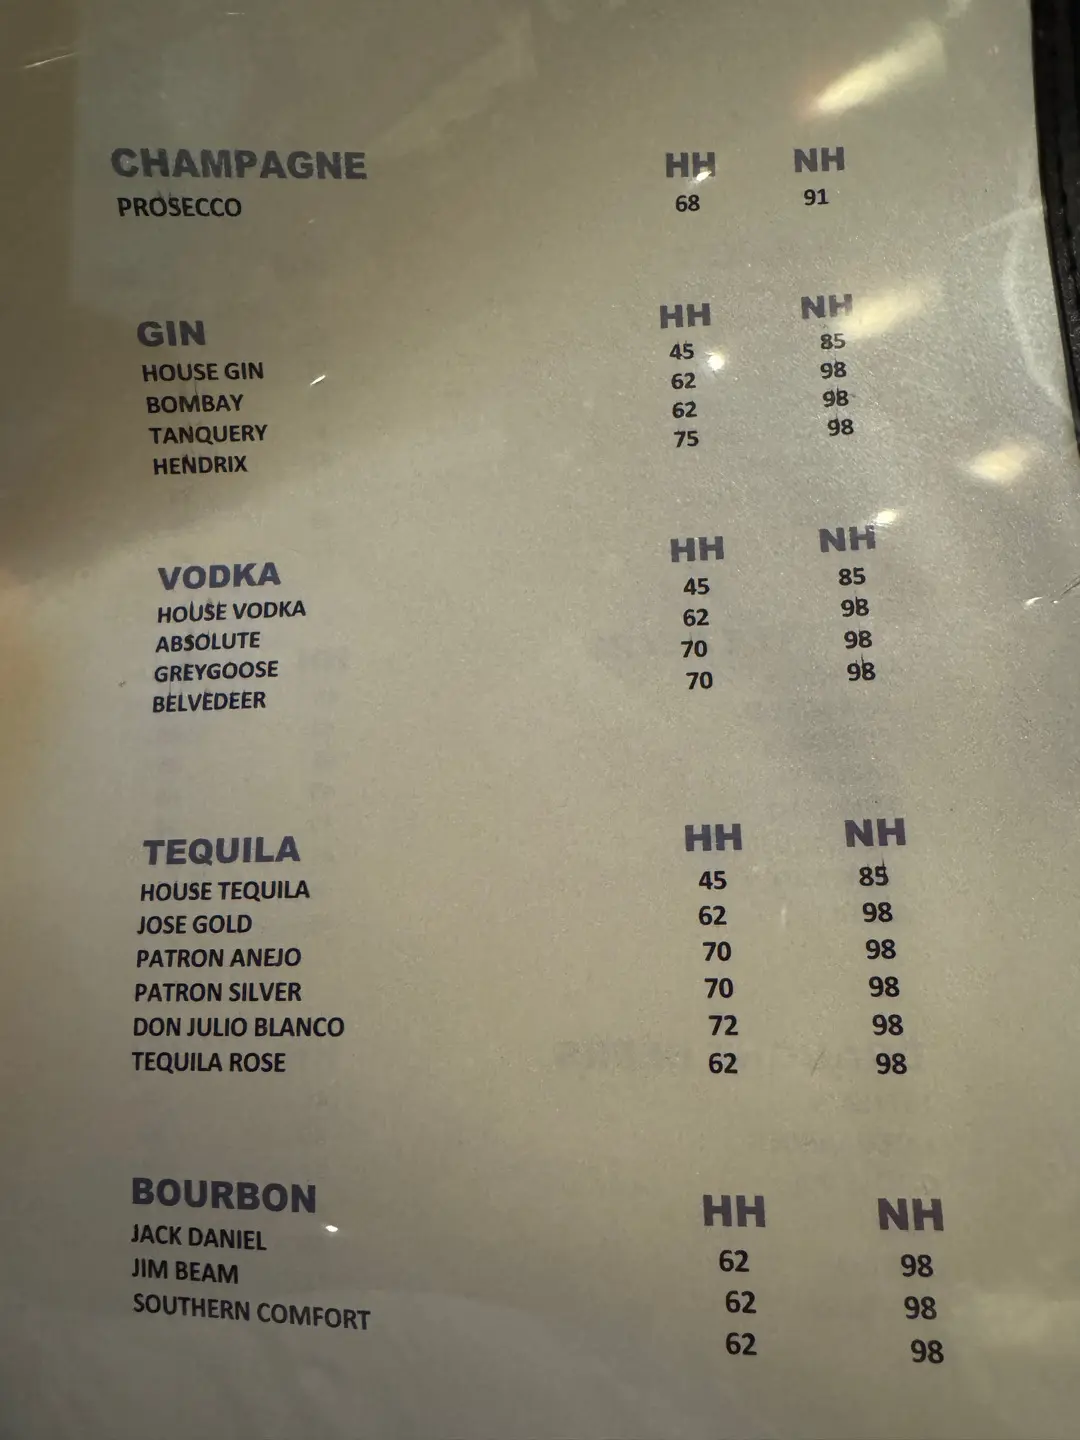 CHAMPAGNE HH NH
PROSECCO 68 91
GIN HH NH
HOUSE GIN 45 85
BOMBAY 62 98
TANQUERY 62 98
HENDRIX 75 98
VODKA HH NH
HOUSE VODKA 45 85
ABSOLUTE 62 98
GREYGOOSE 70 98
BELVEDEER 70 98
TEQUILA HH NH
HOUSE TEQUILA 45 85
JOSE GOLD 62 98
PATRON ANEJO 70 98
PATRON SILVER 70 98
DON JULIO BLANCO 72 98
TEQUILA ROSE 62 98
BOURBON HH NH
JACK DANIEL 62 98
JIM BEAM 62 98
SOUTHERN COMFORT 62 98